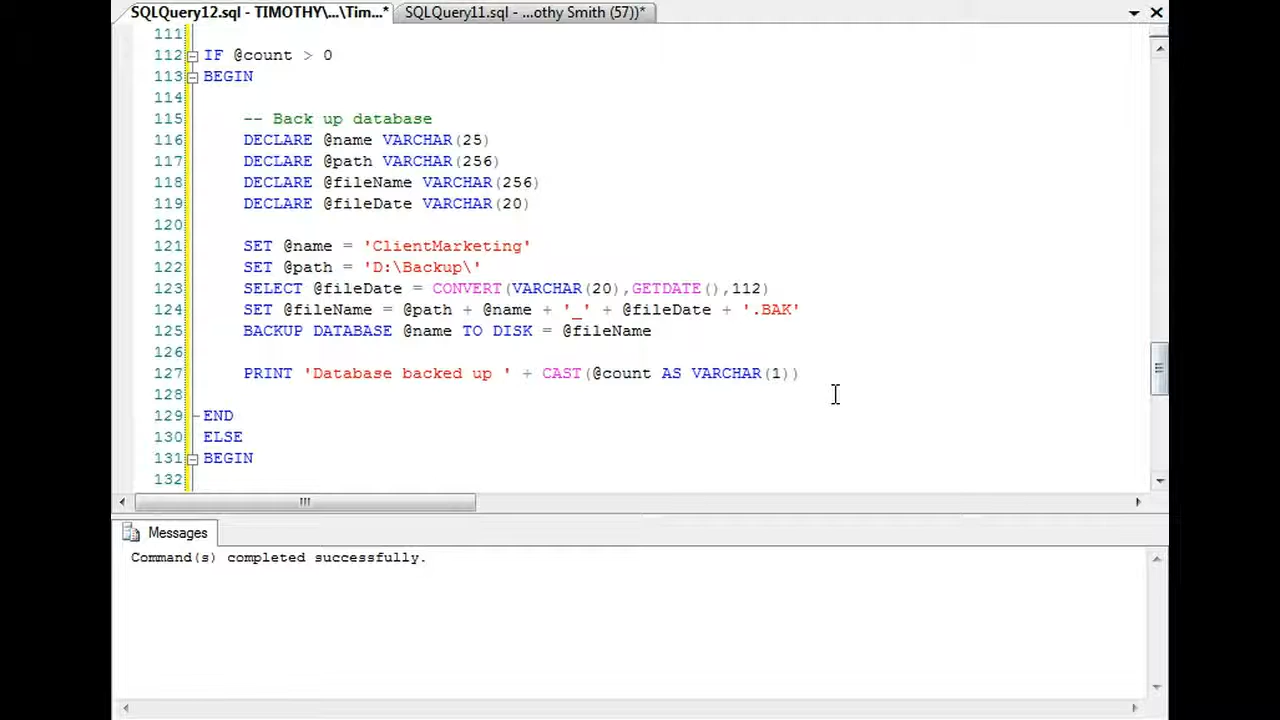 SQLQuery12.sql - TIMOTHY\...\Tim...* SQLQuery11.sql - ...othy Smith (57))*
111
112 IF @count > 0
113 BEGIN
114
115 -- Back up database
116 DECLARE @name VARCHAR(25)
117 DECLARE @path VARCHAR(256)
118 DECLARE @fileName VARCHAR(256)
119 DECLARE @fileDate VARCHAR(20)
120
121 SET @name = 'ClientMarketing'
122 SET @path = 'D:\Backup\'
123 SELECT @fileDate = CONVERT(VARCHAR(20),GETDATE(),112)
124 SET @fileName = @path + @name + '_' + @fileDate + '.BAK'
125 BACKUP DATABASE @name TO DISK = @fileName
126
127 PRINT 'Database backed up ' + CAST(@count AS VARCHAR(1))
128
129 END
130 ELSE
131 BEGIN
132
Messages
Command(s) completed successfully.